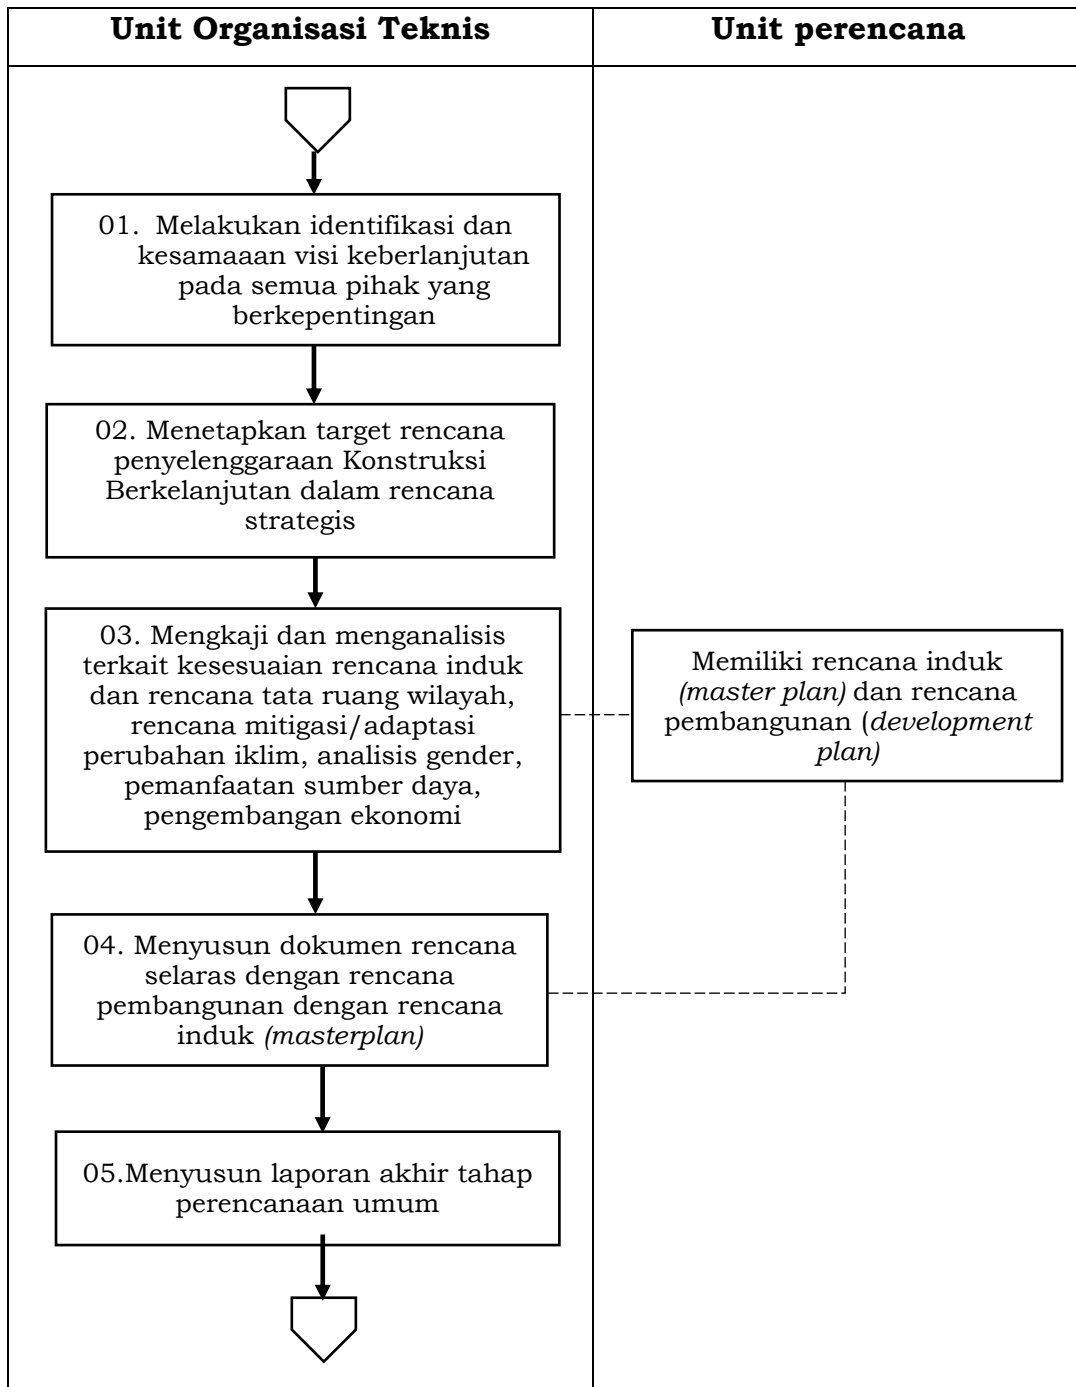 Unit Organisasi Teknis
Unit perencana
01. Melakukan identifikasi dan
kesamaaan visi keberlanjutan
pada semua pihak yang
berkepentingan
02. Menetapkan target rencana
penyelenggaraan Konstruksi
Berkelanjutan dalam rencana
strategis
03. Mengkaji dan menganalisis
terkait kesesuaian rencana induk
dan rencana tata ruang wilayah,
rencana mitigasi/adaptasi
perubahan iklim, analisis gender,
pemanfaatan sumber daya,
pengembangan ekonomi
Memiliki rencana induk
(master plan) dan rencana
pembangunan (development
plan)
04. Menyusun dokumen rencana
selaras dengan rencana
pembangunan dengan rencana
induk (masterplan)
05.Menyusun laporan akhir tahap
perencanaan umum